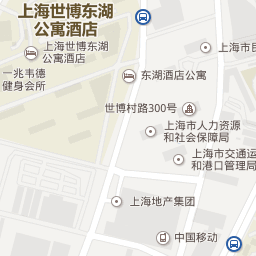 上海世博东湖
公寓酒店
上海世博东湖
公寓酒店
上海市民
一兆韦德
健身会所
东湖酒店公寓
世博村路300号
上海市人力资源
和社会保障局
上海市交通运
和港口管理局
上海地产集团
中国移动